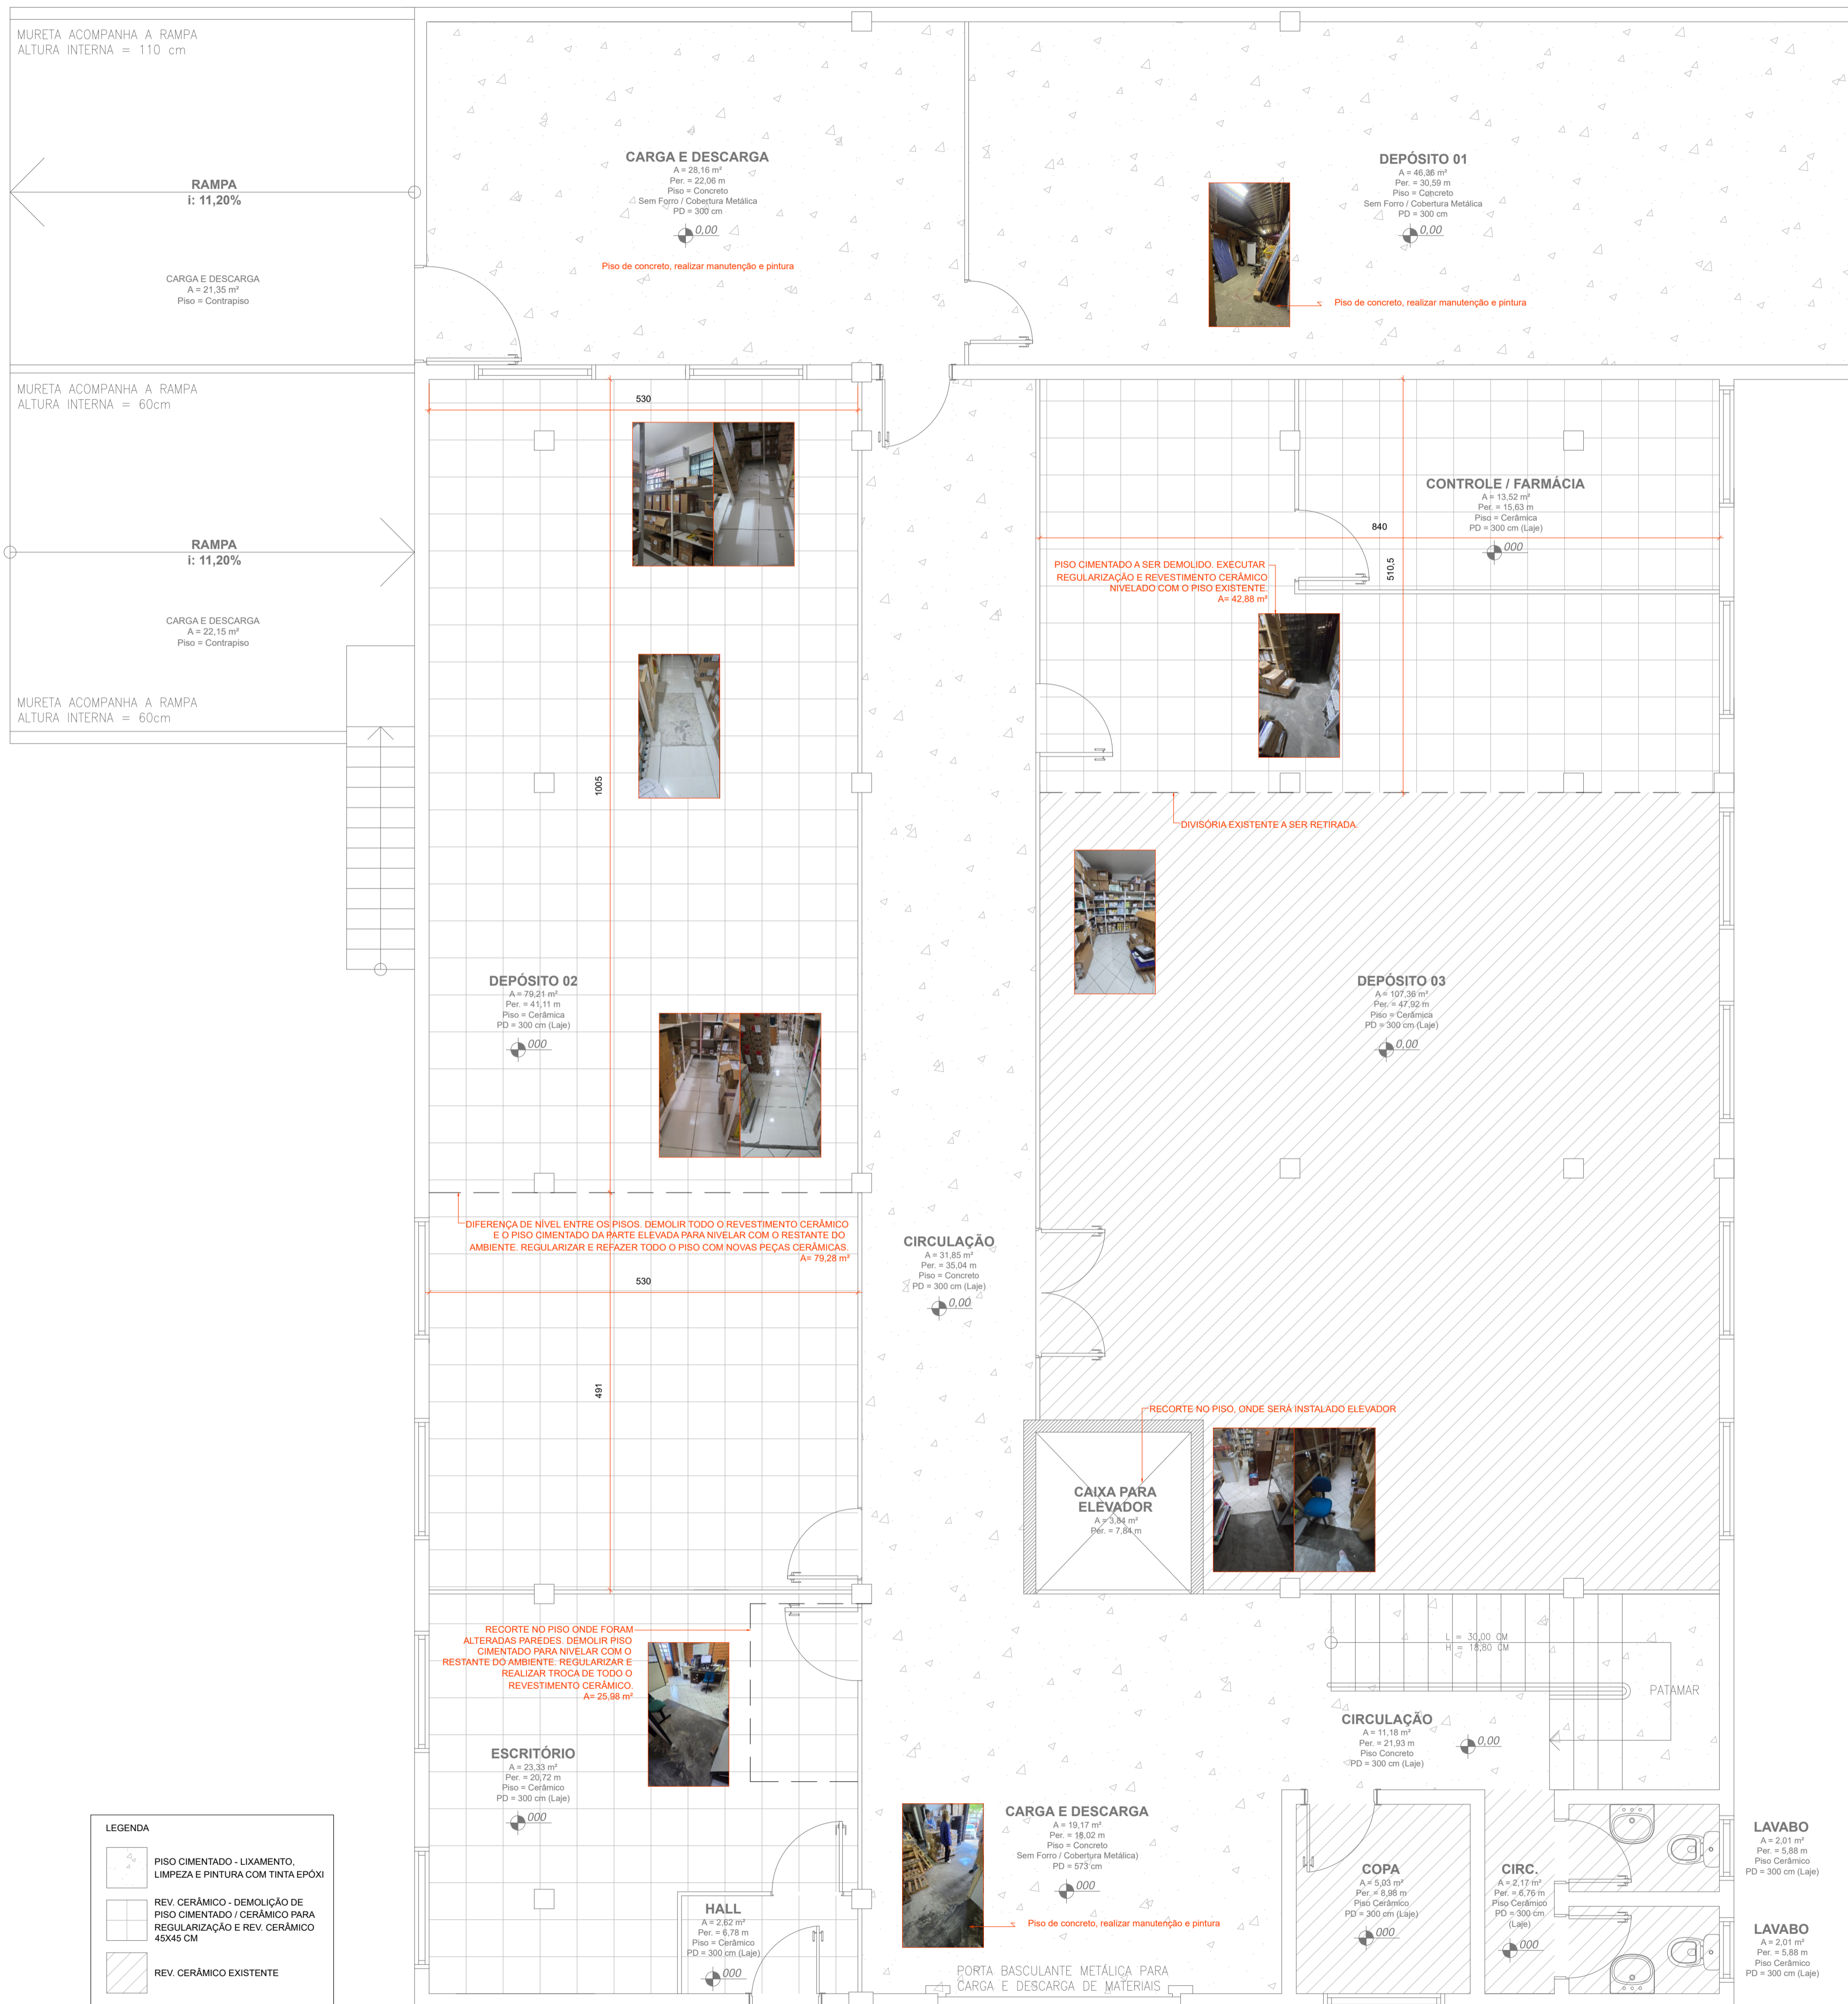 MURETA ACOMPANHA A RAMPA
ALTURA INTERNA = 110 cm
RAMPA
i: 11,20%
CARGA E DESCARGA
A = 21,35 m²
Piso = Contrapiso
MURETA ACOMPANHA A RAMPA
ALTURA INTERNA = 60cm
RAMPA
i: 11,20%
CARGA E DESCARGA
A = 22,15 m²
Piso = Contrapiso
MURETA ACOMPANHA A RAMPA
ALTURA INTERNA = 60cm
CARGA E DESCARGA
A = 28,16 m²
Per. = 22,06 m
Piso = Concreto
Sem Forro / Cobertura Metálica
PD = 300 cm
0,00
Piso de concreto, realizar manutenção e pintura
DEPÓSITO 01
A = 46,36 m²
Per. = 30,59 m
Piso = Concreto
Sem Forro / Cobertura Metálica
PD = 300 cm
0,00
Piso de concreto, realizar manutenção e pintura
530
1005
CONTROLE / FARMÁCIA
A = 13,52 m²
Per. = 15,63 m
Piso = Cerâmica
PD = 300 cm (Laje)
000
840
510,5
PISO CIMENTADO A SER DEMOLIDO. EXECUTAR
REGULARIZAÇÃO E REVESTIMENTO CERÂMICO
NIVELADO COM O PISO EXISTENTE.
A= 42,88 m²
DIVISÓRIA EXISTENTE A SER RETIRADA.
DEPÓSITO 02
A = 79,21 m²
Per. = 41,11 m
Piso = Cerâmica
PD = 300 cm (Laje)
000
DEPÓSITO 03
A = 107,36 m²
Per. = 47,92 m
Piso = Cerâmica
PD = 300 cm (Laje)
0,00
DIFERENÇA DE NÍVEL ENTRE OS PISOS. DEMOLIR TODO O REVESTIMENTO CERÂMICO
E O PISO CIMENTADO DA PARTE ELEVADA PARA NIVELAR COM O RESTANTE DO
AMBIENTE. REGULARIZAR E REFAZER TODO O PISO COM NOVAS PEÇAS CERÂMICAS.
A= 79,28 m²
530
491
CIRCULAÇÃO
A = 31,85 m²
Per. = 35,04 m
Piso = Concreto
PD = 300 cm (Laje)
0,00
RECORTE NO PISO, ONDE SERÁ INSTALADO ELEVADOR
CAIXA PARA
ELEVADOR
A = 3,84 m²
Per. = 7,84 m
RECORTE NO PISO ONDE FORAM
ALTERADAS PAREDES. DEMOLIR PISO
CIMENTADO PARA NIVELAR COM O
RESTANTE DO AMBIENTE. REGULARIZAR E
REALIZAR TROCA DE TODO O
REVESTIMENTO CERÂMICO.
A= 25,98 m²
L = 30,00 CM
H = 18,80 CM
PATAMAR
CIRCULAÇÃO
A = 11,18 m²
Per. = 21,93 m
Piso Concreto
PD = 300 cm (Laje)
0,00
ESCRITÓRIO
A = 23,33 m²
Per. = 20,72 m
Piso = Cerâmico
PD = 300 cm (Laje)
000
CARGA E DESCARGA
A = 19,17 m²
Per. = 18,02 m
Piso = Concreto
Sem Forro / Cobertura Metálica)
PD = 573 cm
000
Piso de concreto, realizar manutenção e pintura
HALL
A = 2,62 m²
Per. = 6,78 m
Piso = Cerâmico
PD = 300 cm (Laje)
000
PORTA BASCULANTE METÁLICA PARA
CARGA E DESCARGA DE MATERIAIS
COPA
A = 5,03 m²
Per. = 8,98 m
Piso Cerâmico
PD = 300 cm (Laje)
000
CIRC.
A = 2,17 m²
Per. = 6,76 m
Piso Cerâmico
PD = 300 cm
(Laje)
000
LAVABO
A = 2,01 m²
Per. = 5,88 m
Piso Cerâmico
PD = 300 cm (Laje)
LAVABO
A = 2,01 m²
Per. = 5,88 m
Piso Cerâmico
PD = 300 cm (Laje)
LEGENDA
PISO CIMENTADO - LIXAMENTO,
LIMPEZA E PINTURA COM TINTA EPÓXI
REV. CERÂMICO - DEMOLIÇÃO DE
PISO CIMENTADO / CERÂMICO PARA
REGULARIZAÇÃO E REV. CERÂMICO
45X45 CM
REV. CERÂMICO EXISTENTE